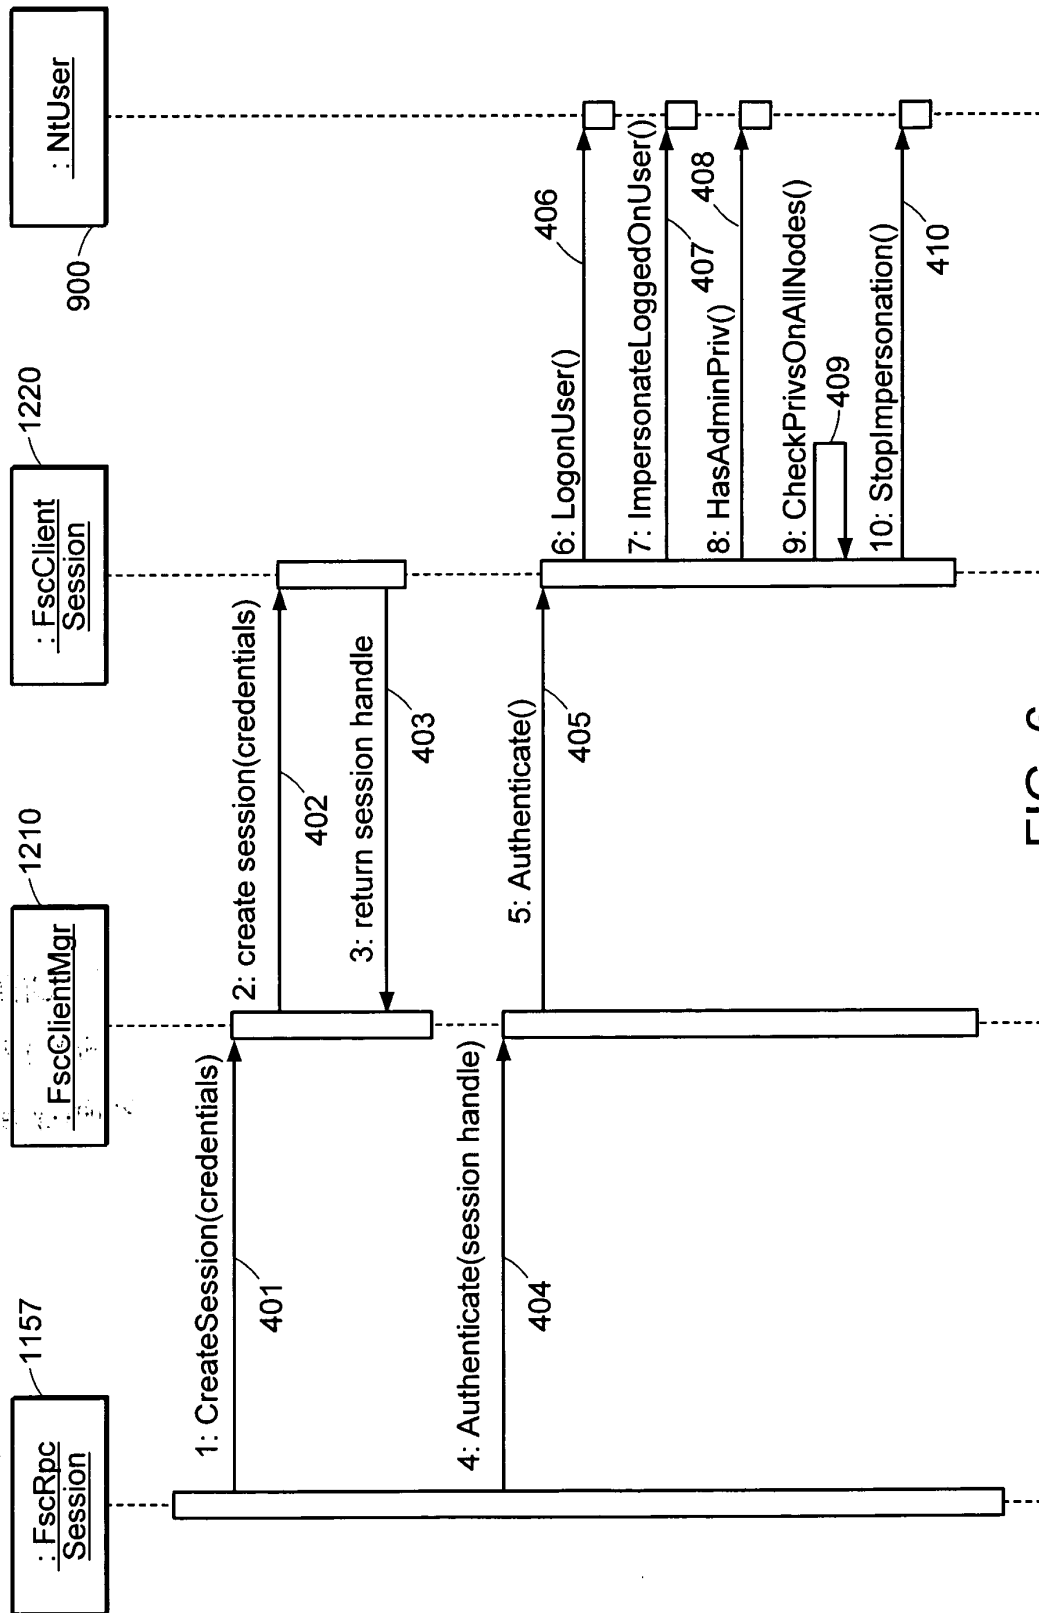 : FscRpc
Session
1157
: FscClientMgr
1210
: FscClient
Session
1220
: NtUser
900
1: CreateSession(credentials)
401
2: create session(credentials)
402
3: return session handle
403
4: Authenticate(session handle)
404
5: Authenticate()
405
6: LogonUser()
406
7: ImpersonateLoggedOnUser()
407
8: HasAdminPriv()
408
9: CheckPrivsOnAllNodes()
409
10: StopImpersonation()
410
FIG.